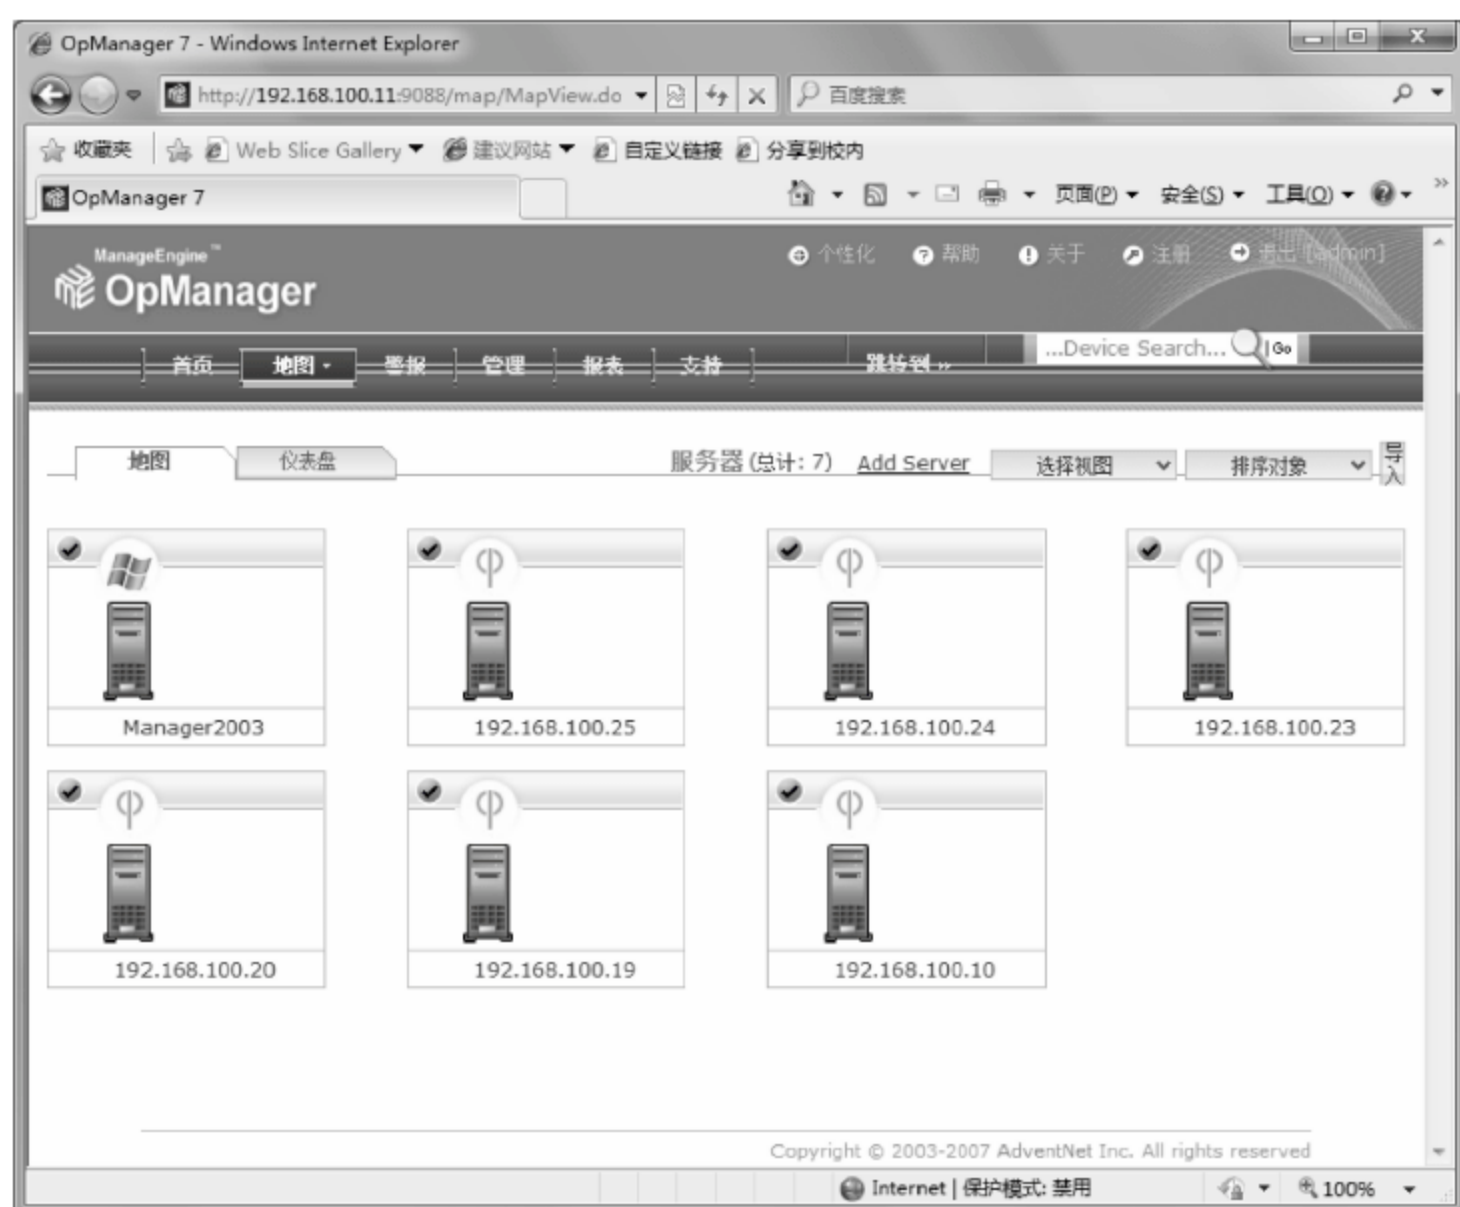 OpManager 7 - Windows Internet Explorer
http://192.168.100.11:9088/map/MapView.do 百度搜索
收藏夹 Web Slice Gallery 建议网站 自定义链接 分享到校内
OpManager 7 页面(P) 安全(S) 工具(O)
ManageEngine™ 个性化 帮助 关于 注册 退出 [admin]
OpManager
首页 地图 警报 管理 报表 支持 跳转到 ...Device Search... Go
地图 仪表盘 服务器 (总计: 7) Add Server 选择视图 排序对象 导入
Manager2003 192.168.100.25 192.168.100.24 192.168.100.23
192.168.100.20 192.168.100.19 192.168.100.10
Copyright © 2003-2007 AdventNet Inc. All rights reserved
Internet | 保护模式: 禁用 100%